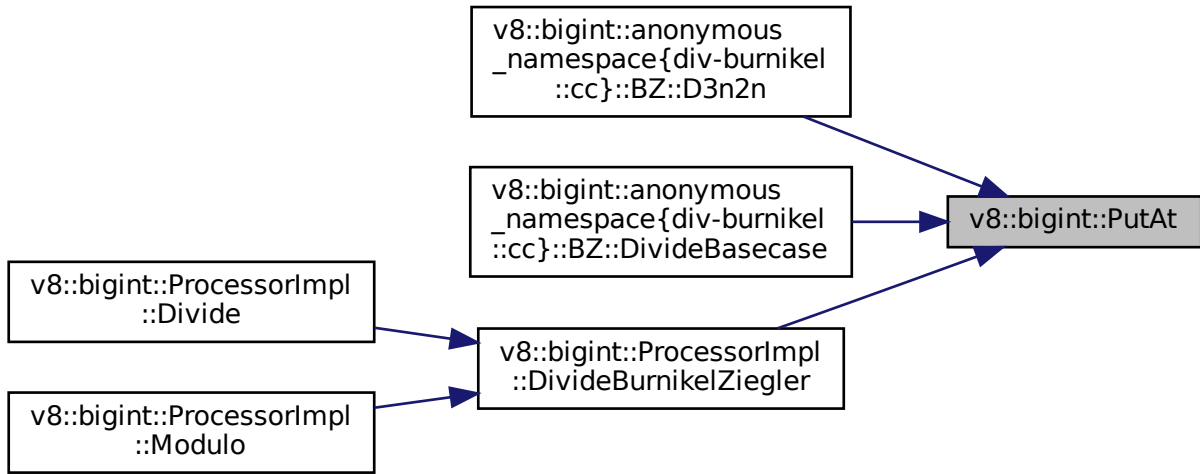 v8::bigint::anonymous
_namespace{div-burnikel
::cc}::BZ::D3n2n
v8::bigint::anonymous
_namespace{div-burnikel
::cc}::BZ::DivideBasecase
v8::bigint::PutAt
v8::bigint::ProcessorImpl
::Divide
v8::bigint::ProcessorImpl
::DivideBurnikelZiegler
v8::bigint::ProcessorImpl
::Modulo